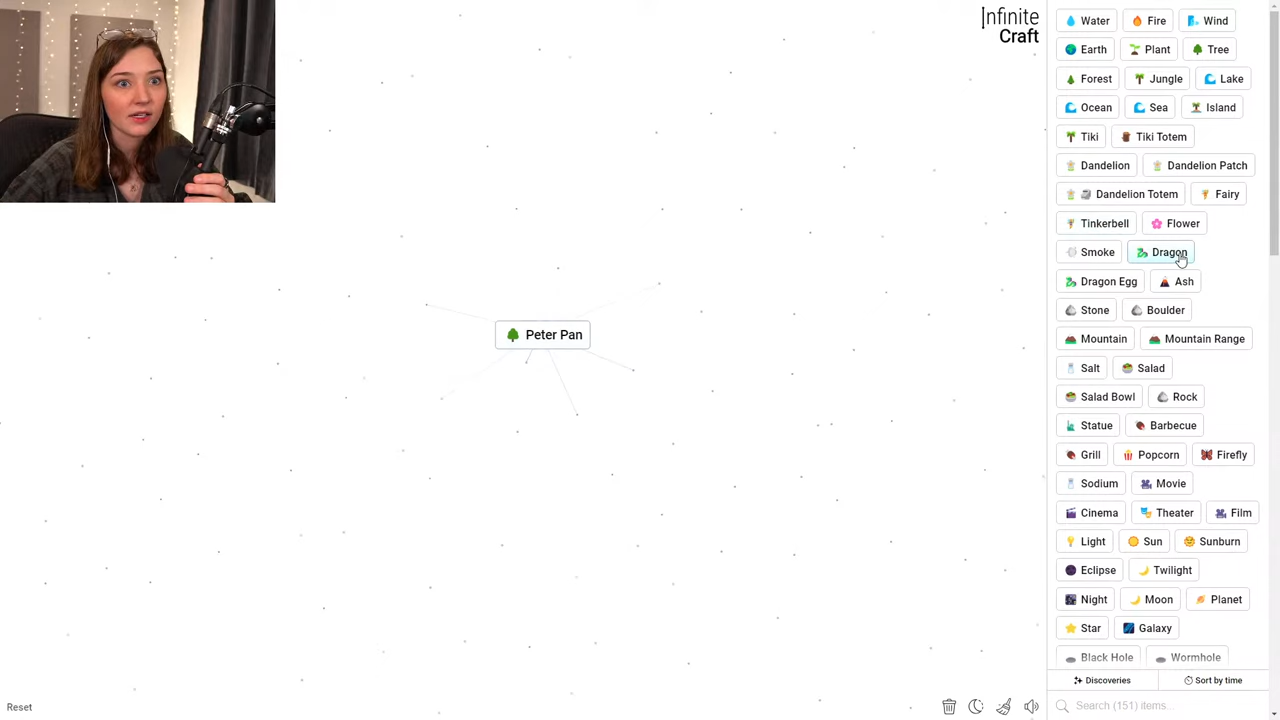 Infinite
Craft
Peter Pan
Water Fire Wind
Earth Plant Tree
Forest Jungle Lake
Ocean Sea Island
Tiki Tiki Totem
Dandelion Dandelion Patch
Dandelion Totem Fairy
Tinkerbell Flower
Smoke Dragon
Dragon Egg Ash
Stone Boulder
Mountain Mountain Range
Salt Salad
Salad Bowl Rock
Statue Barbecue
Grill Popcorn Firefly
Sodium Movie
Cinema Theater Film
Light Sun Sunburn
Eclipse Twilight
Night Moon Planet
Star Galaxy
Black Hole Wormhole
Discoveries Sort by time
Search (151) items...
Reset